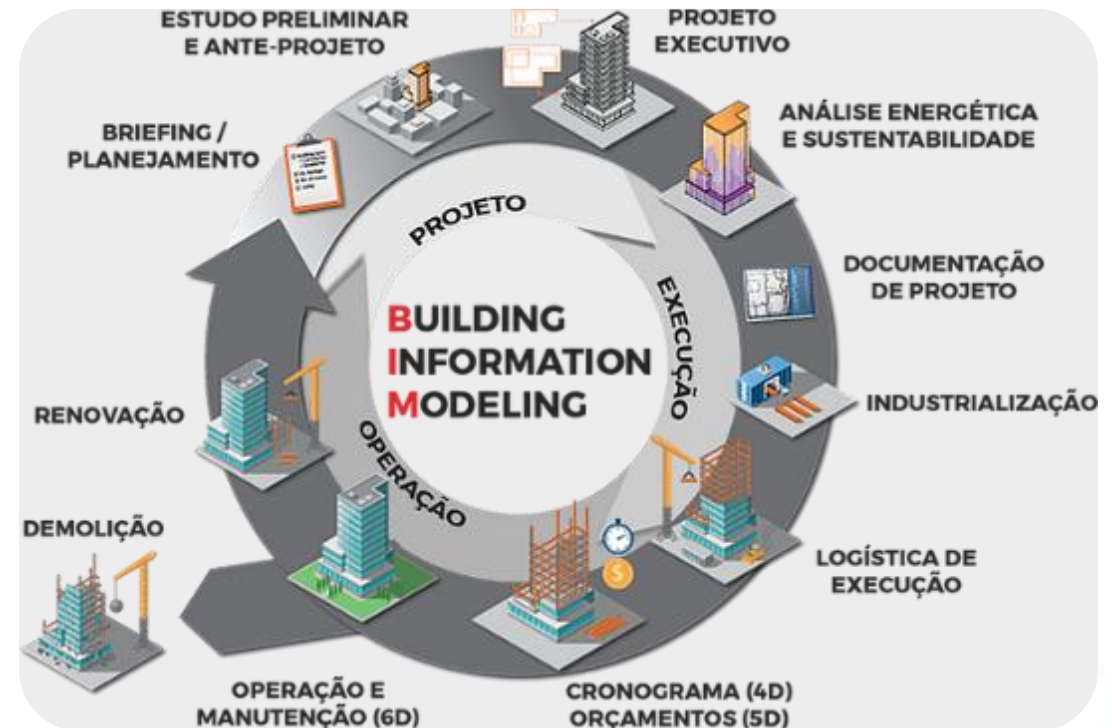 ESTUDO PRELIMINAR
E ANTE-PROJETO
PROJETO
EXECUTIVO
ANÁLISE ENERGÉTICA
E SUSTENTABILIDADE
BRIEFING /
PLANEJAMENTO
PROJETO
DOCUMENTAÇÃO
DE PROJETO
EXECUÇÃO
BUILDING
INFORMATION
MODELING
INDUSTRIALIZAÇÃO
RENOVAÇÃO
OPERAÇÃO
DEMOLIÇÃO
LOGÍSTICA DE
EXECUÇÃO
$
OPERAÇÃO E
MANUTENÇÃO (6D)
CRONOGRAMA (4D)
ORÇAMENTOS (5D)